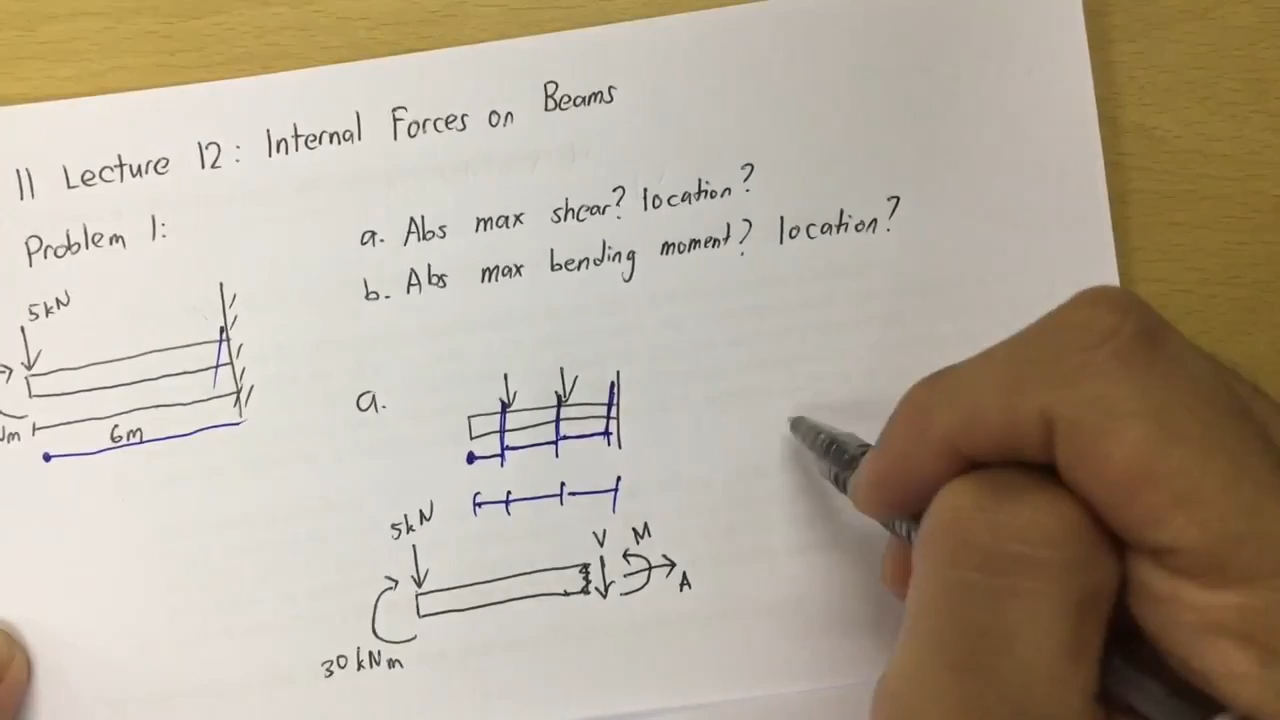 11 Lecture 12: Internal Forces on Beams
Problem 1:
a. Abs max shear? location?
b. Abs max bending moment? location?
5kN
6m
a.
5kN
V
M
A
30 kNm